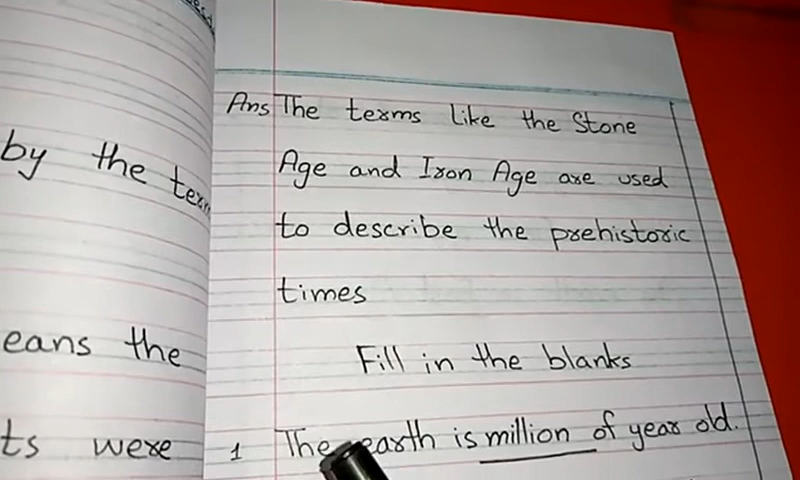 by the
eans the
ts were
Ans The terms like the Stone
Age and Iron Age are used
to describe the prehistoric
times
Fill in the blanks
1 The earth is million of year old.